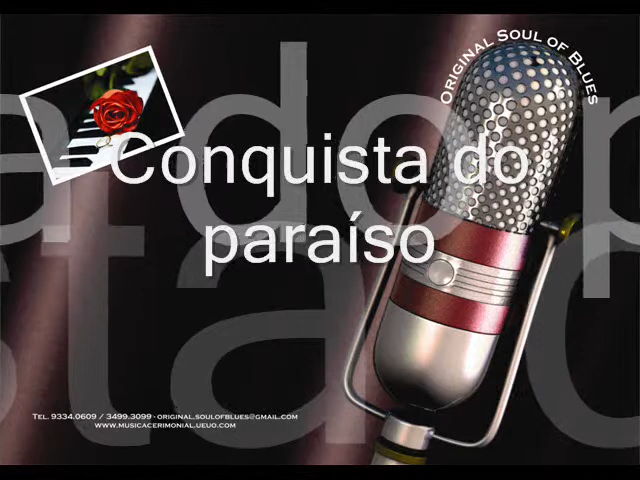 Original Soul of Blues
Conquista do
paraíso
Tel. 9334.0609 / 3499.3099 - original.soulofblues@gmail.com
www.musicacerimonial.ueuo.com